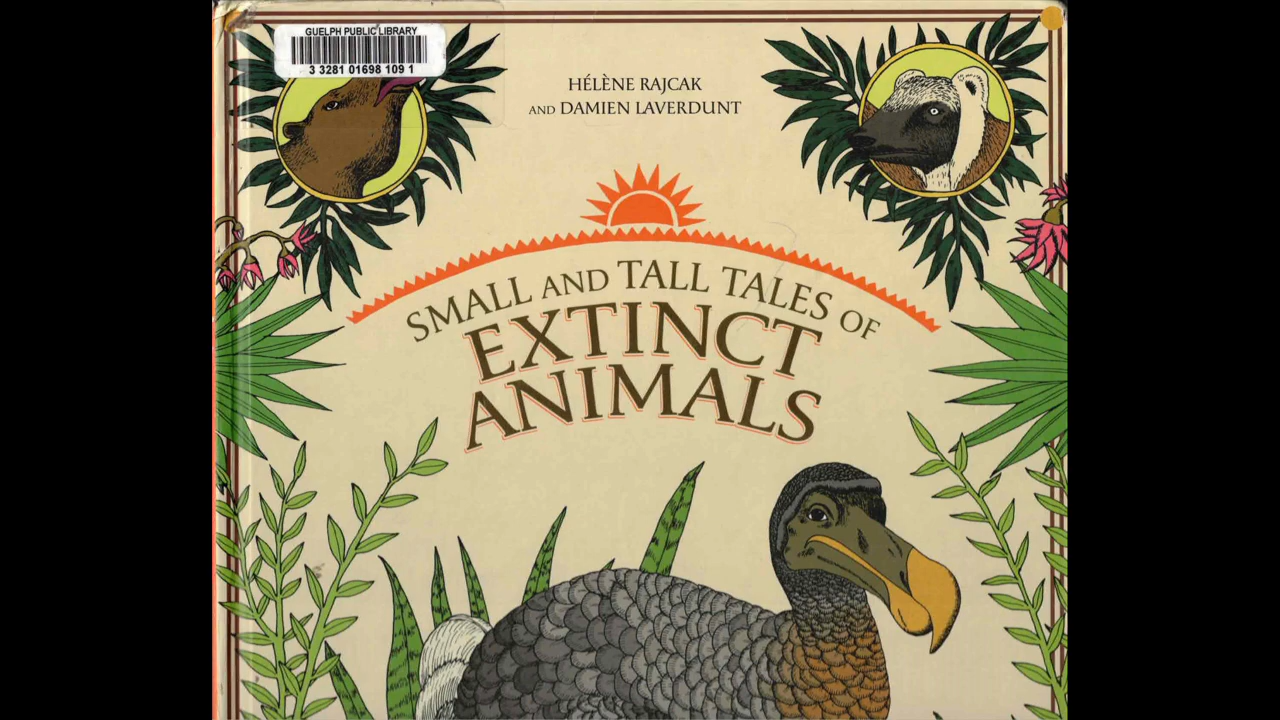 GUELPH PUBLIC LIBRARY
3 3281 01698 109 1
HÉLÈNE RAJCAK
AND DAMIEN LAVERDUNT
SMALL AND TALL TALES OF
EXTINCT
ANIMALS